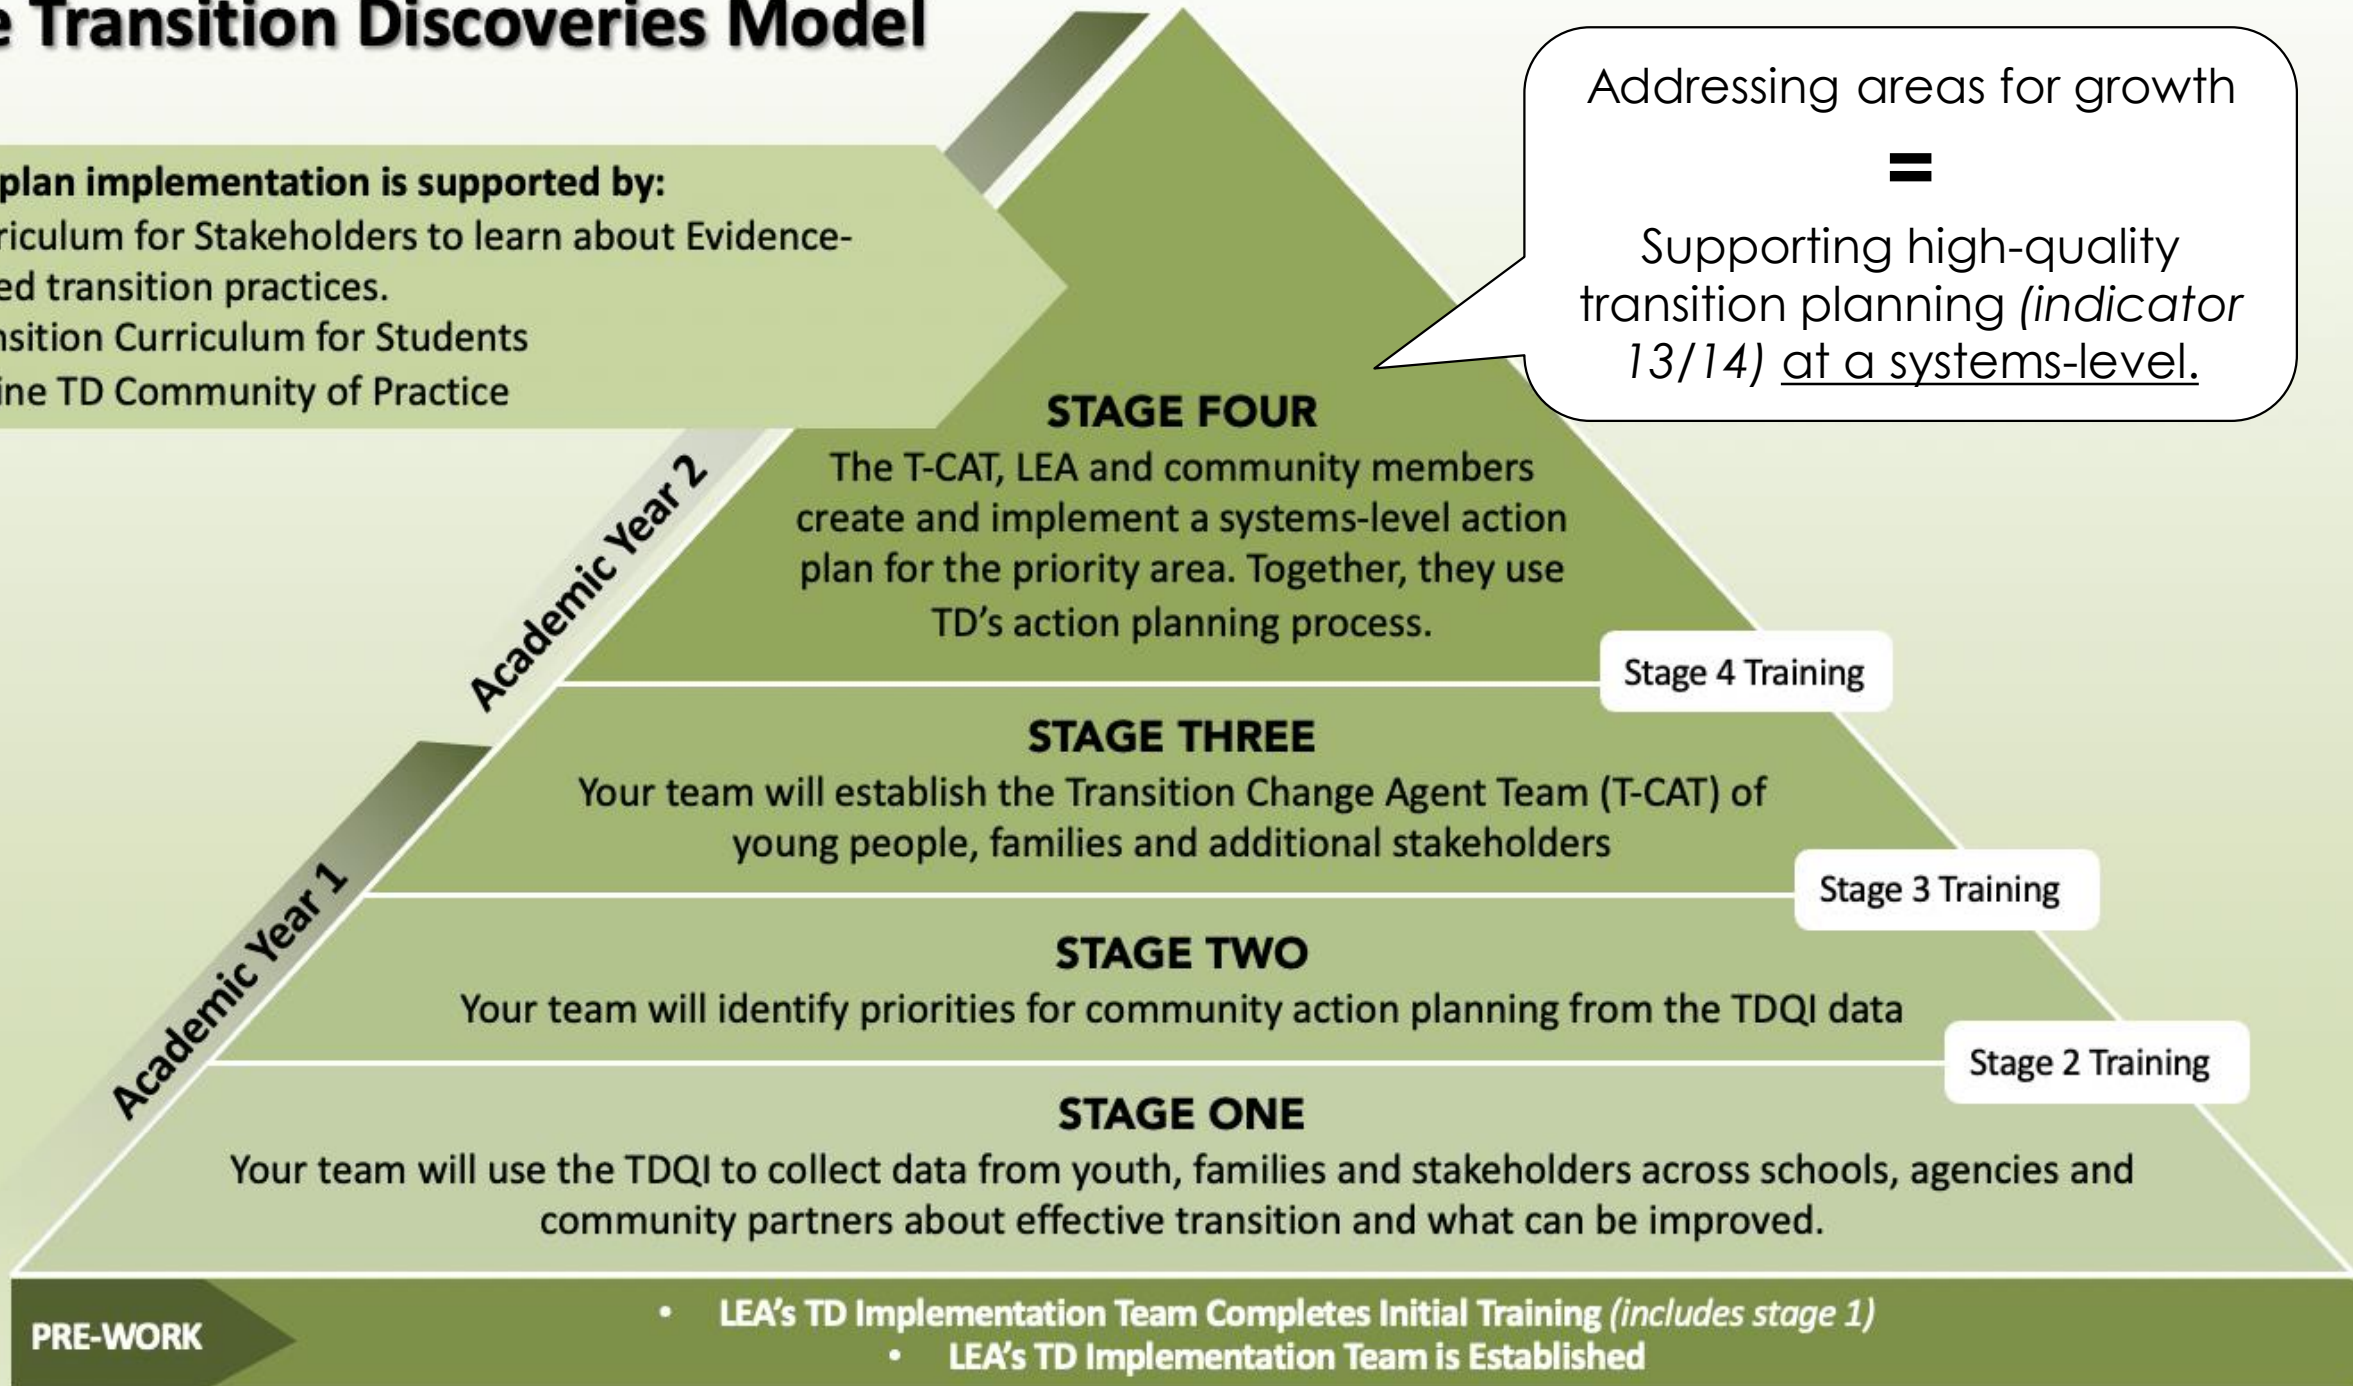 Transition Discoveries Model
Addressing areas for growth
=
Supporting high-quality
transition planning (indicator
13/14) at a systems-level.
plan implementation is supported by:
for Stakeholders to learn about Evidence-
transition practices.
Curriculum for Students
TD Community of Practice
Academic Year 2
STAGE FOUR
The T-CAT, LEA and community members
create and implement a systems-level action
plan for the priority area. Together, they use
TD’s action planning process.
Stage 4 Training
STAGE THREE
Your team will establish the Transition Change Agent Team (T-CAT) of
young people, families and additional stakeholders
Stage 3 Training
Academic Year 1
STAGE TWO
Your team will identify priorities for community action planning from the TDQI data
Stage 2 Training
STAGE ONE
Your team will use the TDQI to collect data from youth, families and stakeholders across schools, agencies and
community partners about effective transition and what can be improved.
PRE-WORK
• LEA’s TD Implementation Team Completes Initial Training (includes stage 1)
• LEA’s TD Implementation Team is Established